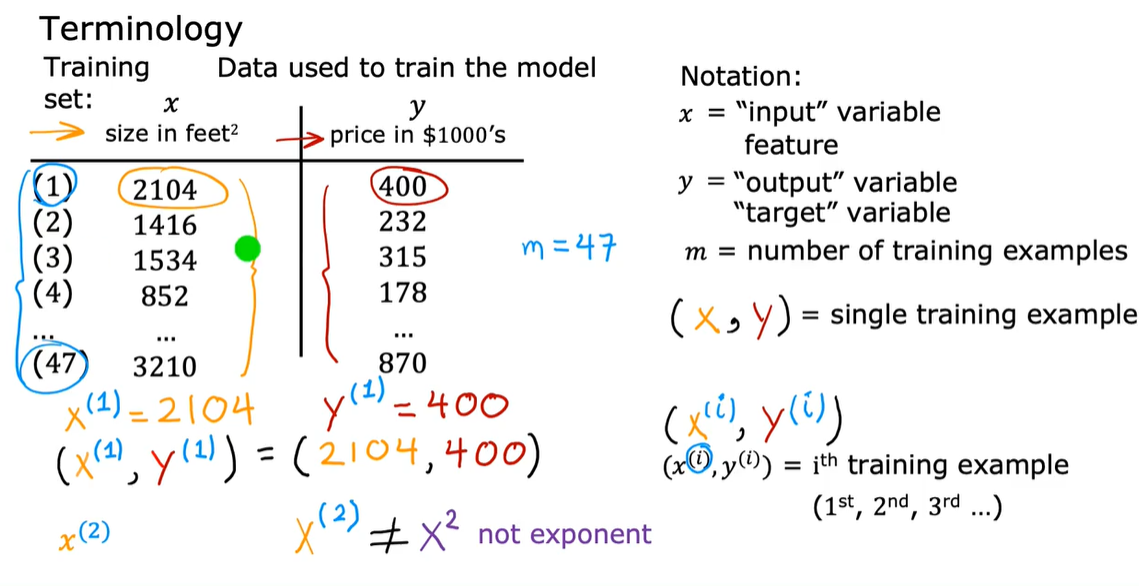 Terminology
Training set:
Data used to train the model
x
y
size in feet²
price in $1000's
(1) 2104 400
(2) 1416 232
(3) 1534 315
(4) 852 178
... ... ...
(47) 3210 870
m = 47
x⁽¹⁾ = 2104
y⁽¹⁾ = 400
(x⁽¹⁾, y⁽¹⁾) = (2104, 400)
x⁽²⁾
x⁽²⁾ ≠ x² not exponent
Notation:
x = "input" variable
feature
y = "output" variable
"target" variable
m = number of training examples
(x, y) = single training example
(x⁽ⁱ⁾, y⁽ⁱ⁾)
(x⁽ⁱ⁾, y⁽ⁱ⁾) = iᵗʰ training example
(1ˢᵗ, 2ⁿᵈ, 3ʳᵈ ...)